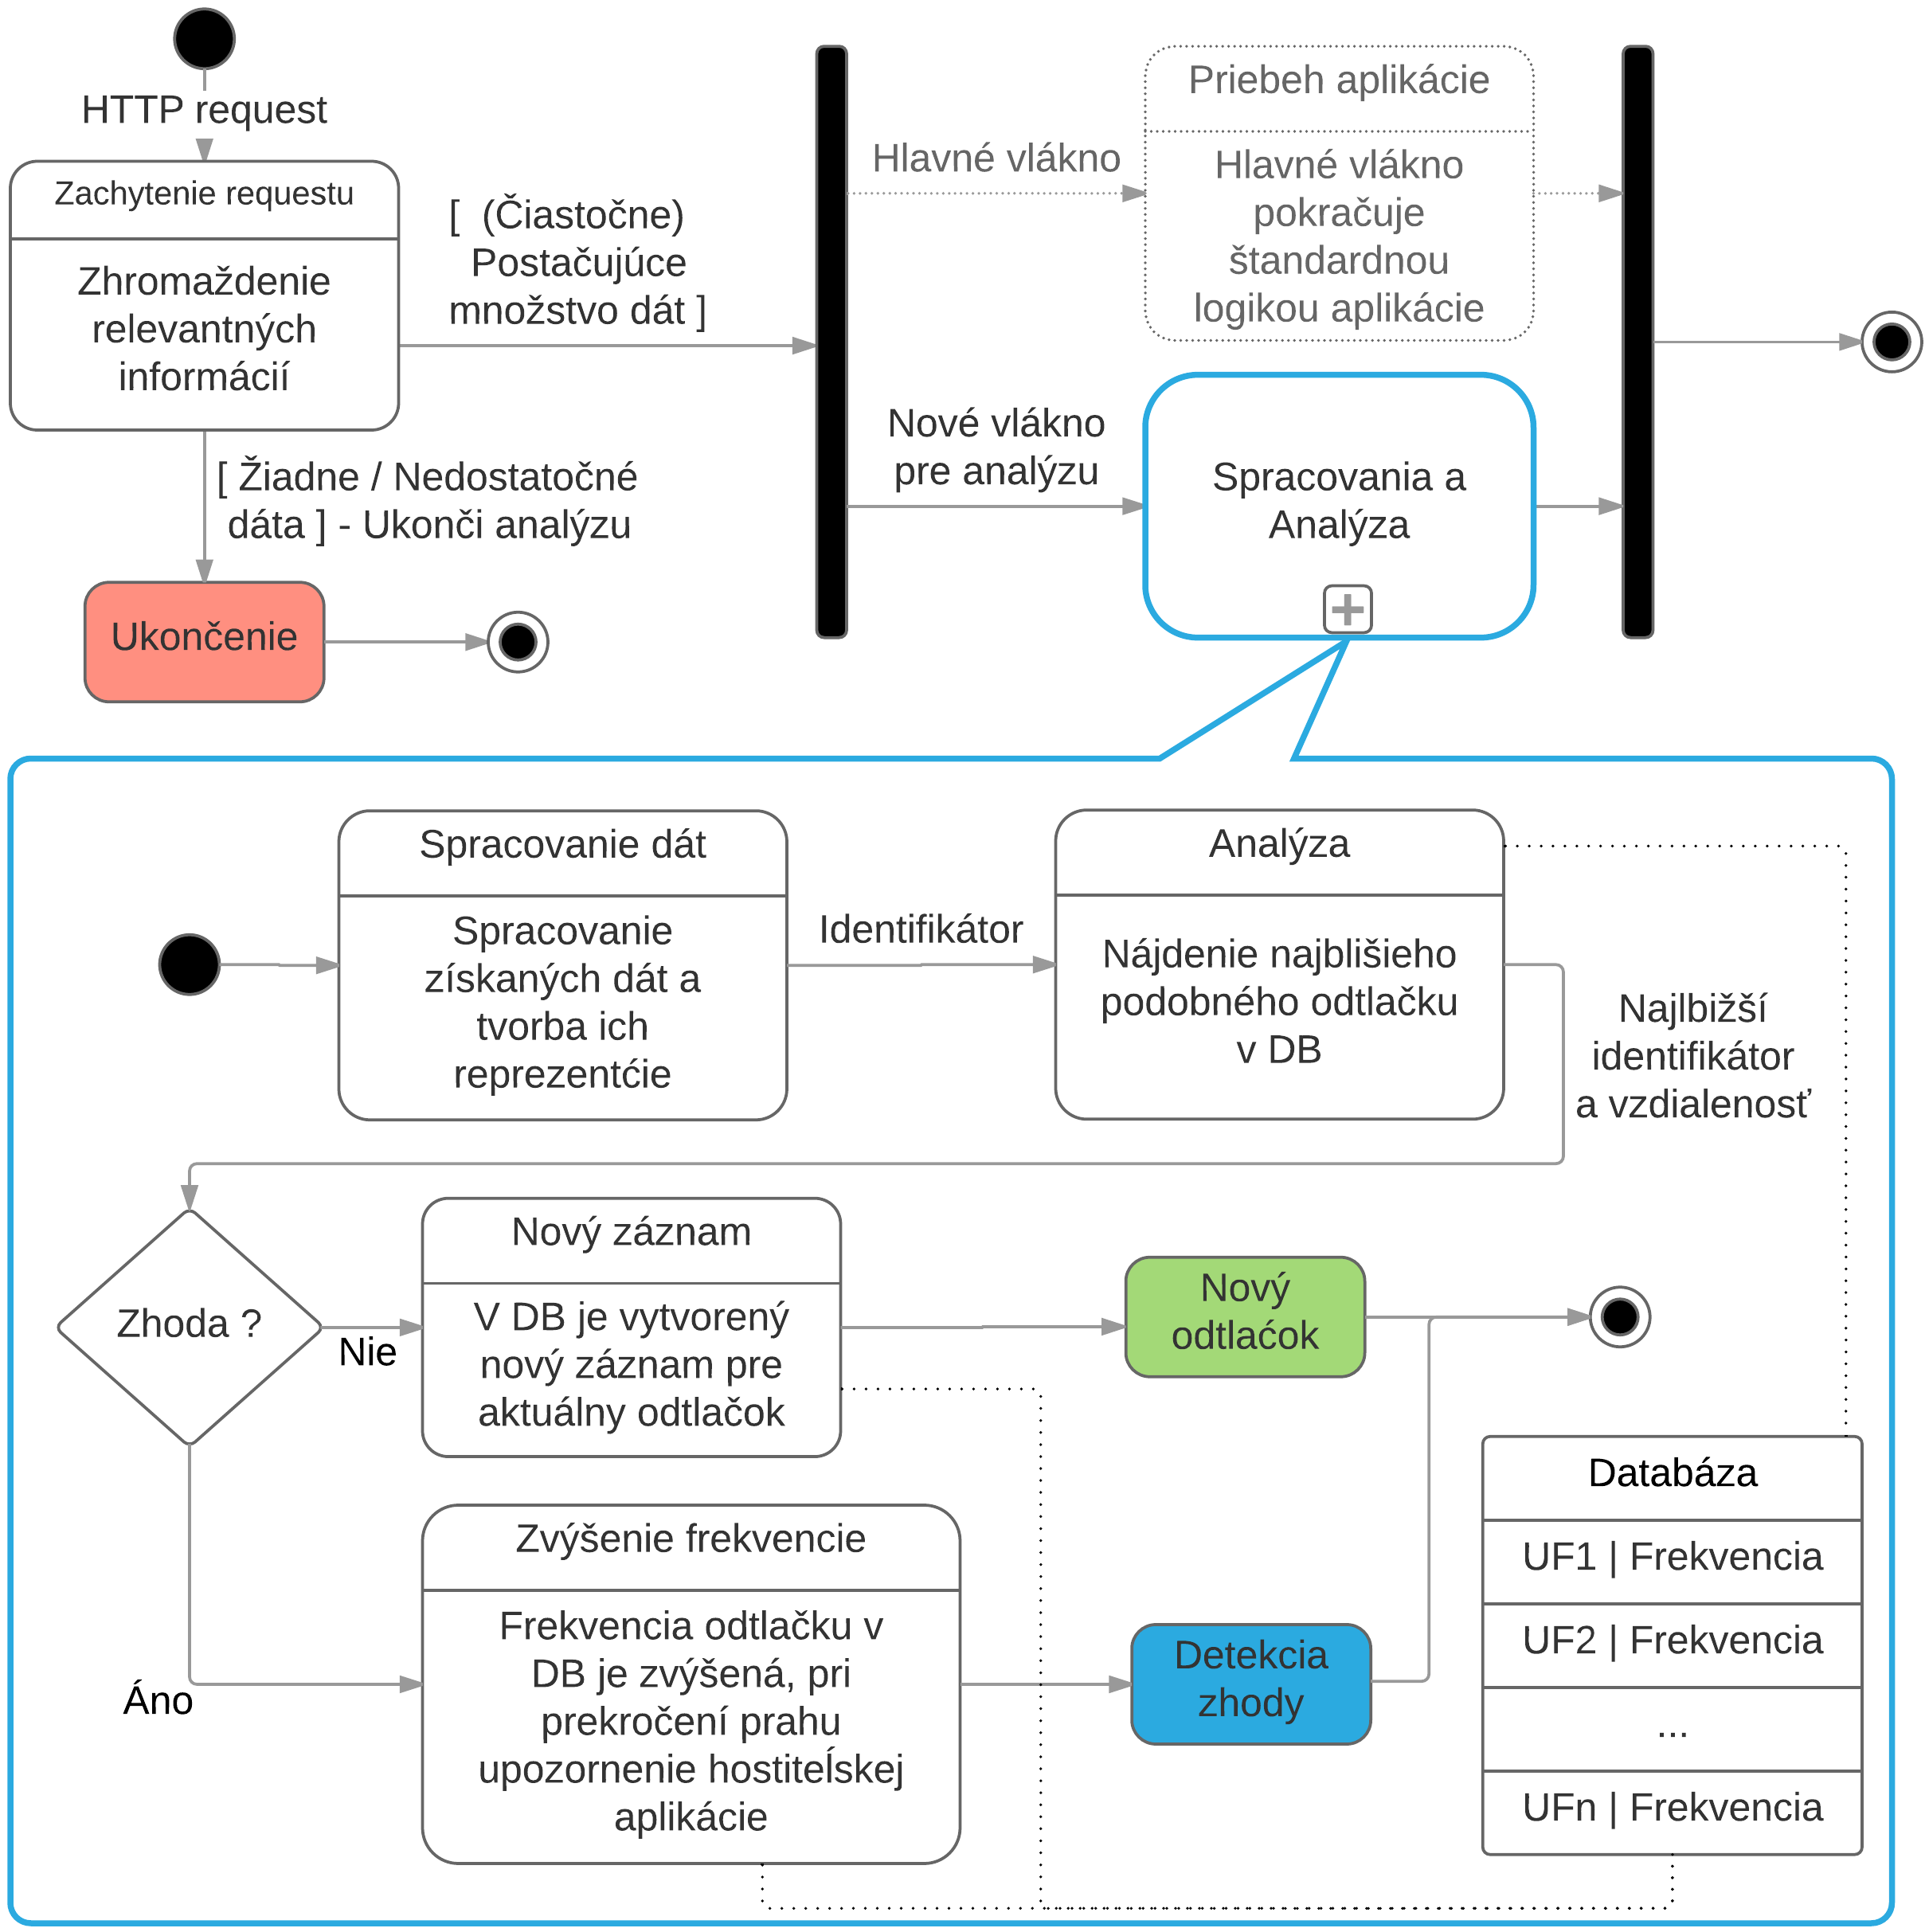 HTTP request
Zachytenie requestu
Zhromaždenie
relevantných
informácií
[  (Čiastočne)
Postačujúce
množstvo dát ]
[ Žiadne / Nedostatočné
dáta ] - Ukonči analýzu
Ukončenie
Hlavné vlákno
Priebeh aplikácie
Hlavné vlákno
pokračuje
štandardnou
logikou aplikácie
Nové vlákno
pre analýzu
Spracovania a
Analýza
Spracovanie dát
Spracovanie
získaných dát a
tvorba ich
reprezentćie
Identifikátor
Analýza
Nájdenie najblišieho
podobného odtlačku
v DB
Najlbižší
identifikátor
a vzdialenosť
Zhoda ?
Nie
Nový záznam
V DB je vytvorený
nový záznam pre
aktuálny odtlačok
Nový
odtlaćok
Áno
Zvýšenie frekvencie
Frekvencia odtlačku v
DB je zvýšená, pri
prekročení prahu
upozornenie hostiteĺskej
aplikácie
Detekcia
zhody
Databáza
UF1 | Frekvencia
UF2 | Frekvencia
...
UFn | Frekvencia